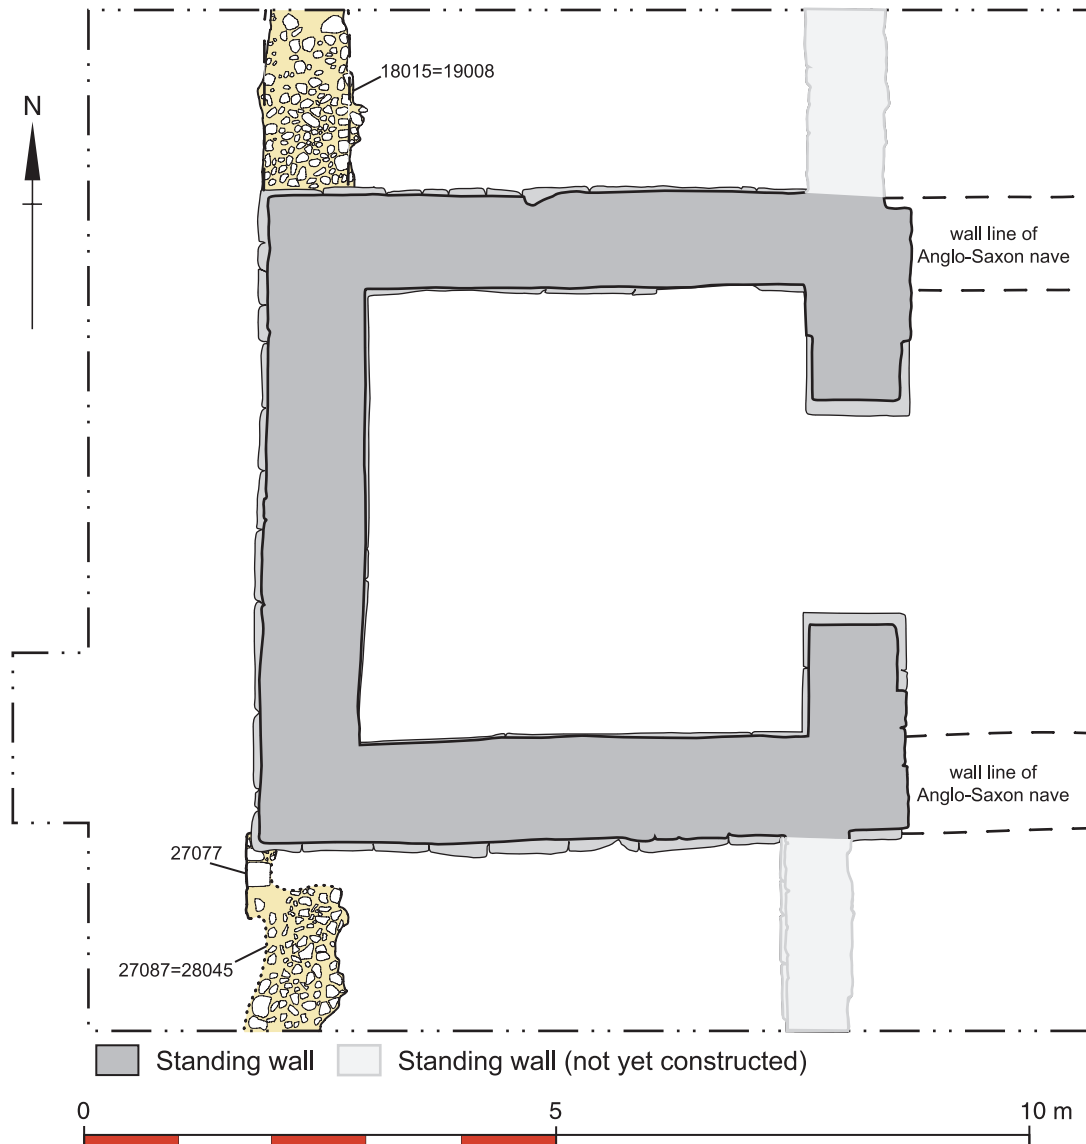 18015=19008
N
wall line of
Anglo-Saxon nave
wall line of
Anglo-Saxon nave
27077
27087=28045
Standing wall
Standing wall (not yet constructed)
0
5
10 m